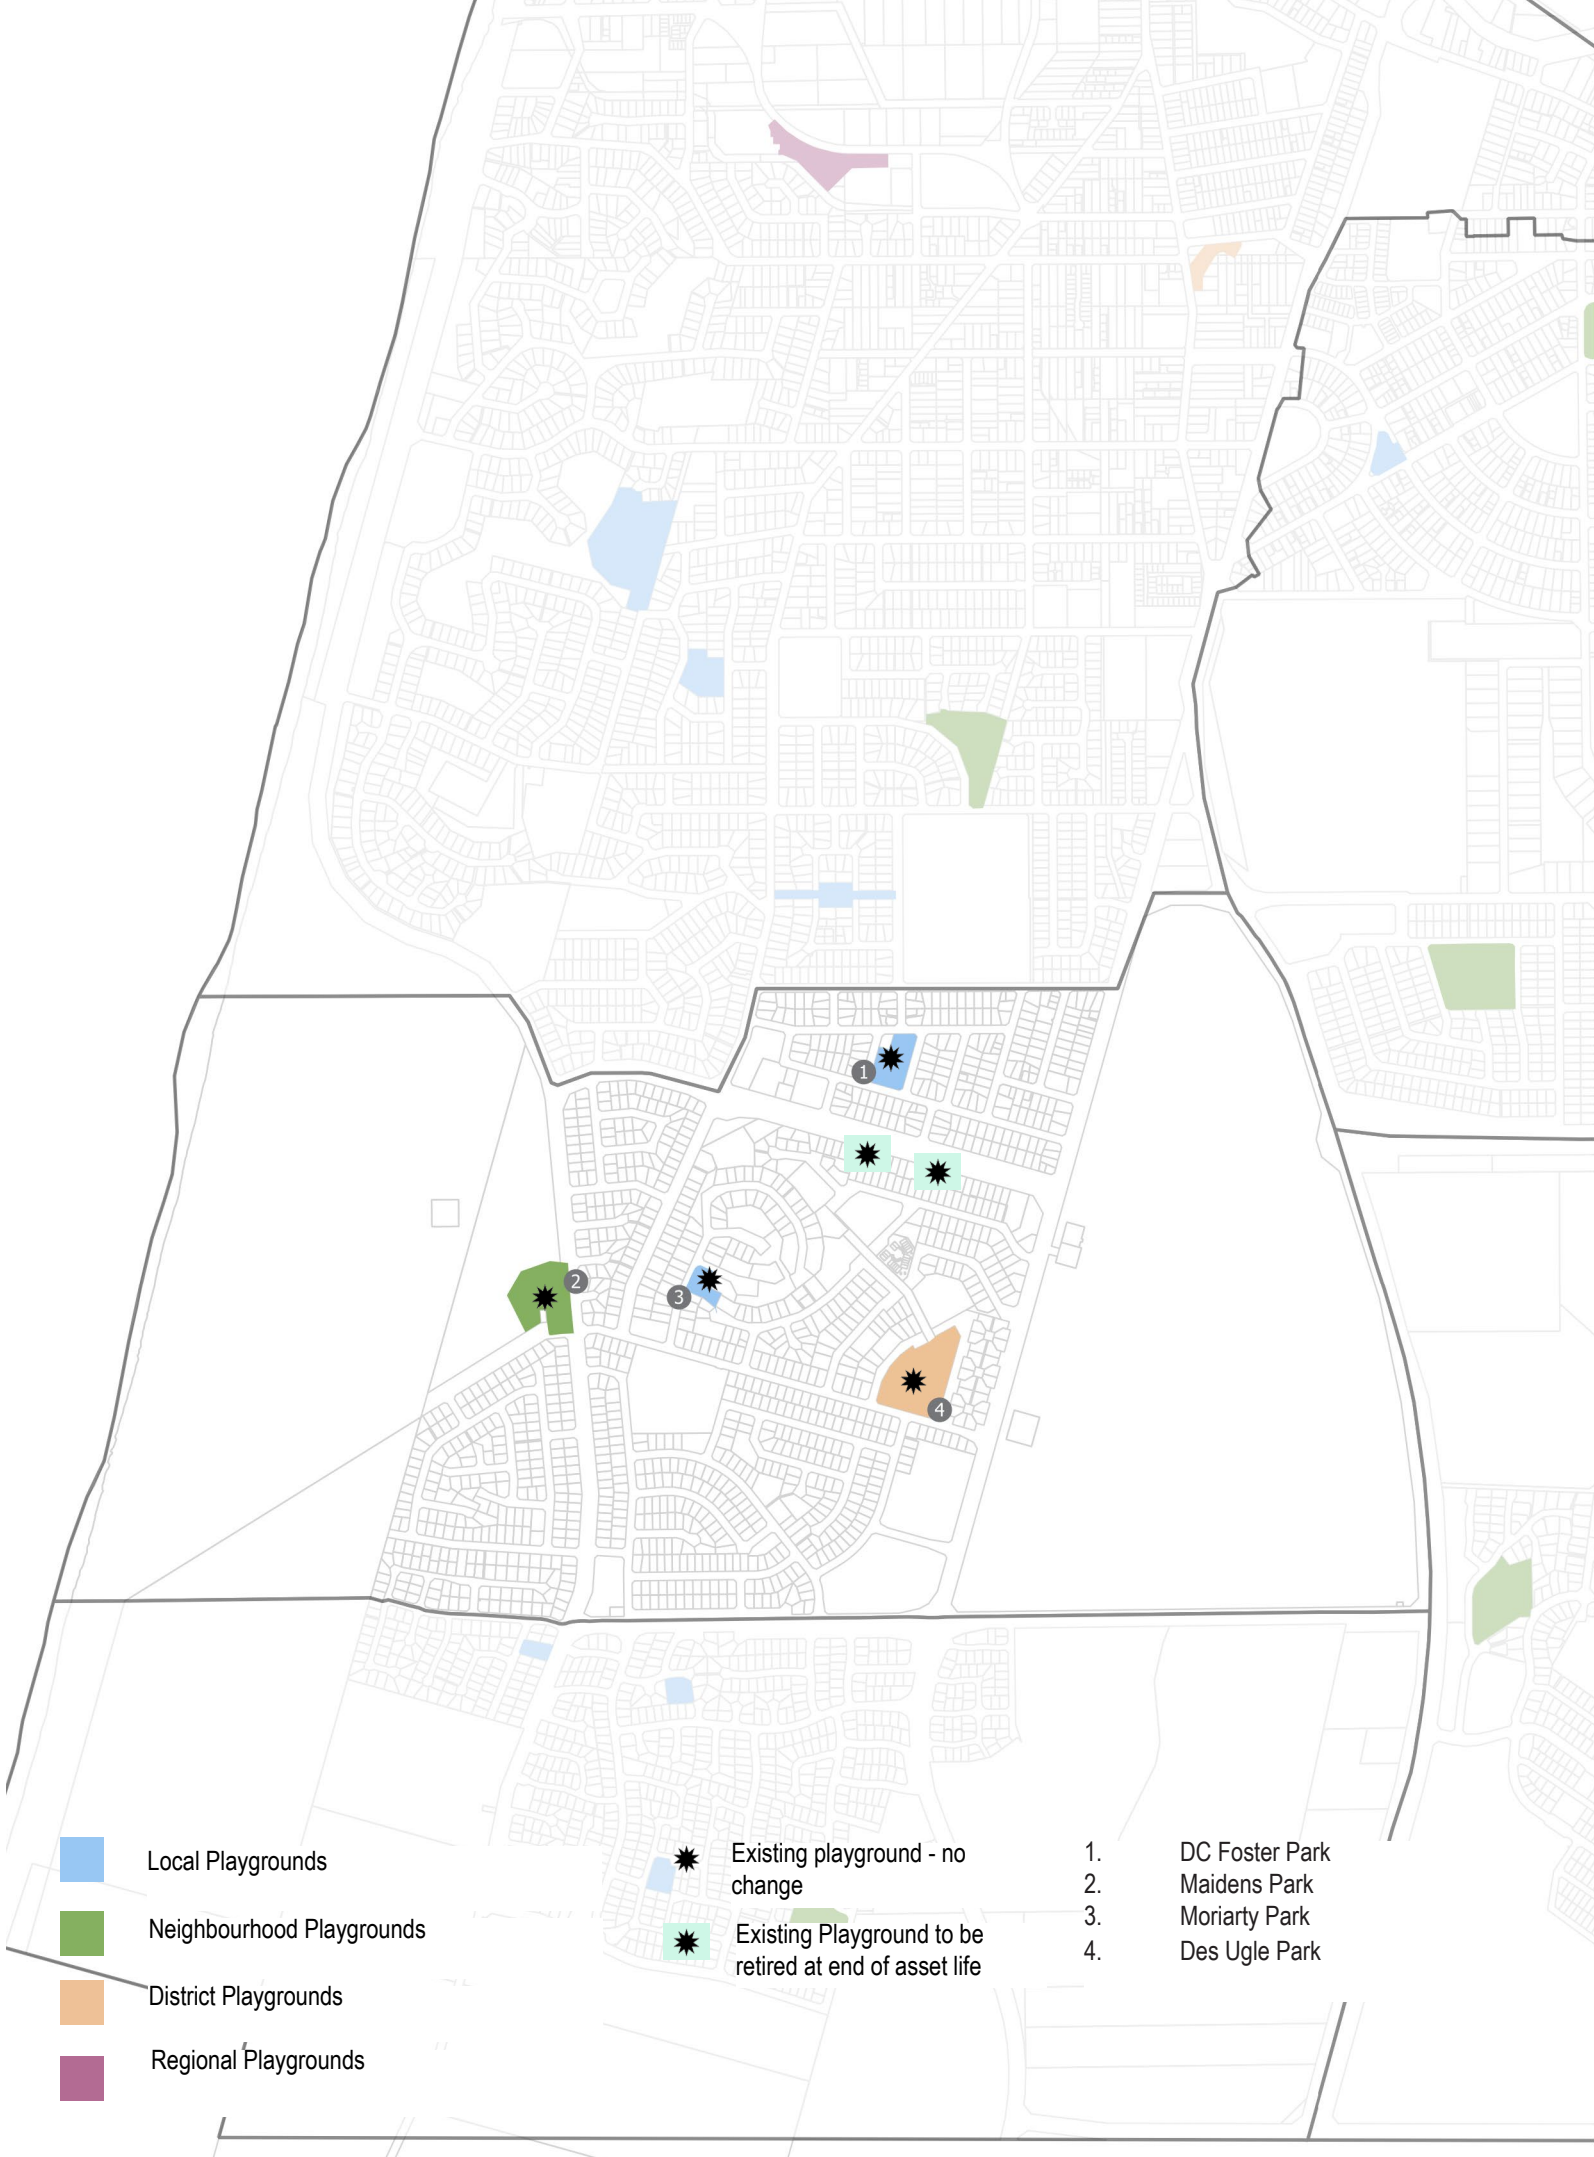 1
2
3
4
Local Playgrounds
Neighbourhood Playgrounds
District Playgrounds
Regional Playgrounds
Existing playground - no
change
Existing Playground to be
retired at end of asset life
1. DC Foster Park
2. Maidens Park
3. Moriarty Park
4. Des Ugle Park